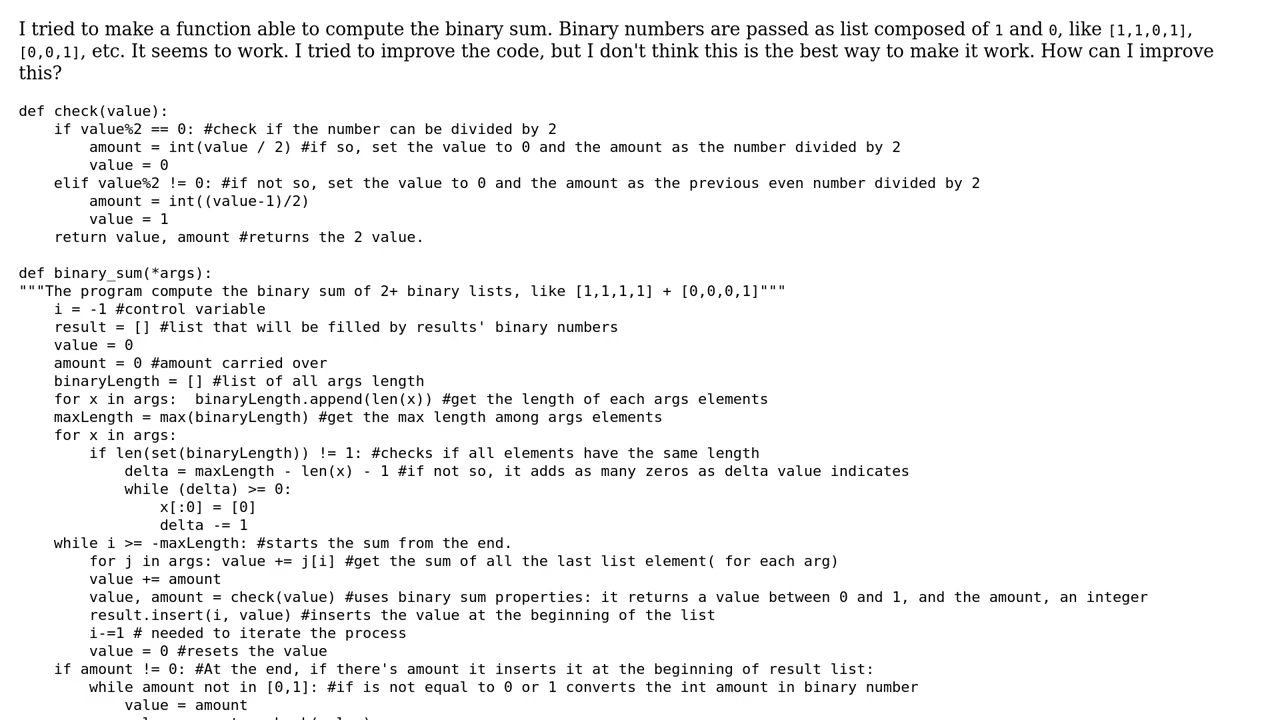 I tried to make a function able to compute the binary sum. Binary numbers are passed as list composed of 1 and 0, like [1,1,0,1],
[0,0,1], etc. It seems to work. I tried to improve the code, but I don't think this is the best way to make it work. How can I improve
this?
def check(value):
    if value%2 == 0: #check if the number can be divided by 2
        amount = int(value / 2) #if so, set the value to 0 and the amount as the number divided by 2
        value = 0
    elif value%2 != 0: #if not so, set the value to 0 and the amount as the previous even number divided by 2
        amount = int((value-1)/2)
        value = 1
    return value, amount #returns the 2 value.

def binary_sum(*args):
"""The program compute the binary sum of 2+ binary lists, like [1,1,1,1] + [0,0,0,1]"""
    i = -1 #control variable
    result = [] #list that will be filled by results' binary numbers
    value = 0
    amount = 0 #amount carried over
    binaryLength = [] #list of all args length
    for x in args:  binaryLength.append(len(x)) #get the length of each args elements
    maxLength = max(binaryLength) #get the max length among args elements
    for x in args:
        if len(set(binaryLength)) != 1: #checks if all elements have the same length
            delta = maxLength - len(x) - 1 #if not so, it adds as many zeros as delta value indicates
            while (delta) >= 0:
                x[:0] = [0]
                delta -= 1
    while i >= -maxLength: #starts the sum from the end.
        for j in args: value += j[i] #get the sum of all the last list element( for each arg)
        value += amount
        value, amount = check(value) #uses binary sum properties: it returns a value between 0 and 1, and the amount, an integer
        result.insert(i, value) #inserts the value at the beginning of the list
        i-=1 # needed to iterate the process
        value = 0 #resets the value
    if amount != 0: #At the end, if there's amount it inserts it at the beginning of result list:
        while amount not in [0,1]: #if is not equal to 0 or 1 converts the int amount in binary number
            value = amount